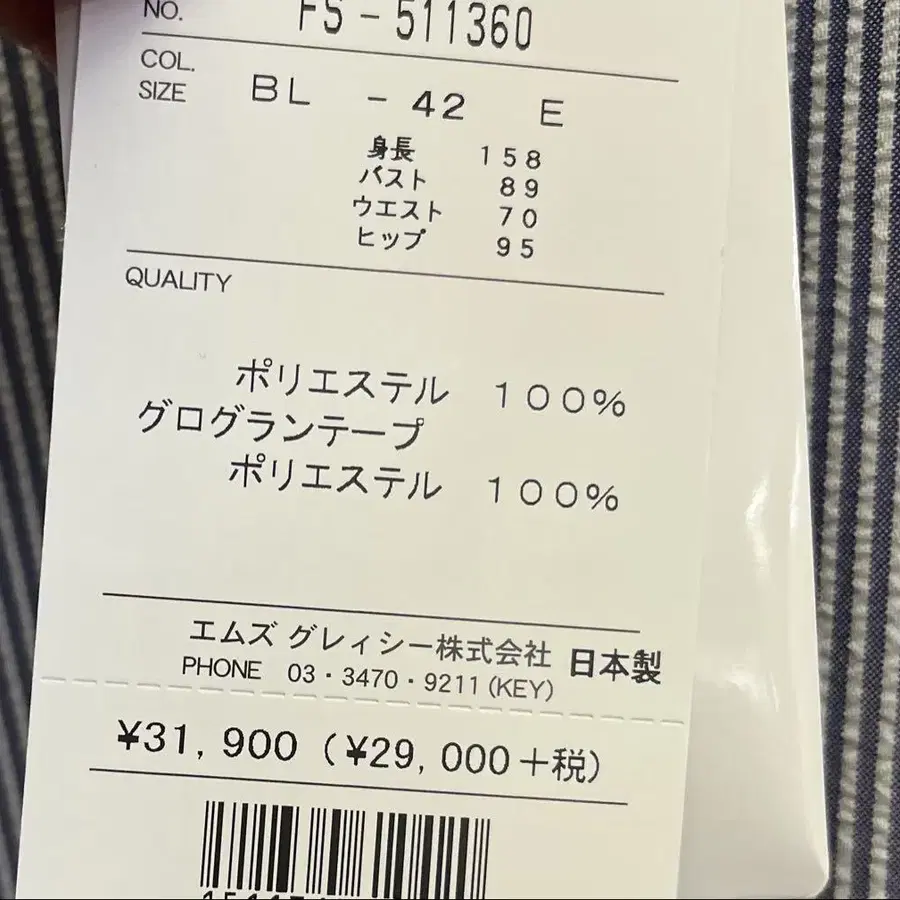 NO. FS-511360
COL.
SIZE BL - 42 E
身長 158
バスト 89
ウエスト 70
ヒップ 95
QUALITY
ポリエステル 100%
グログランテープ
ポリエステル 100%
エムズ グレィシー株式会社 日本製
PHONE 03・3470・9211(KEY)
¥31,900(¥29,000+税)